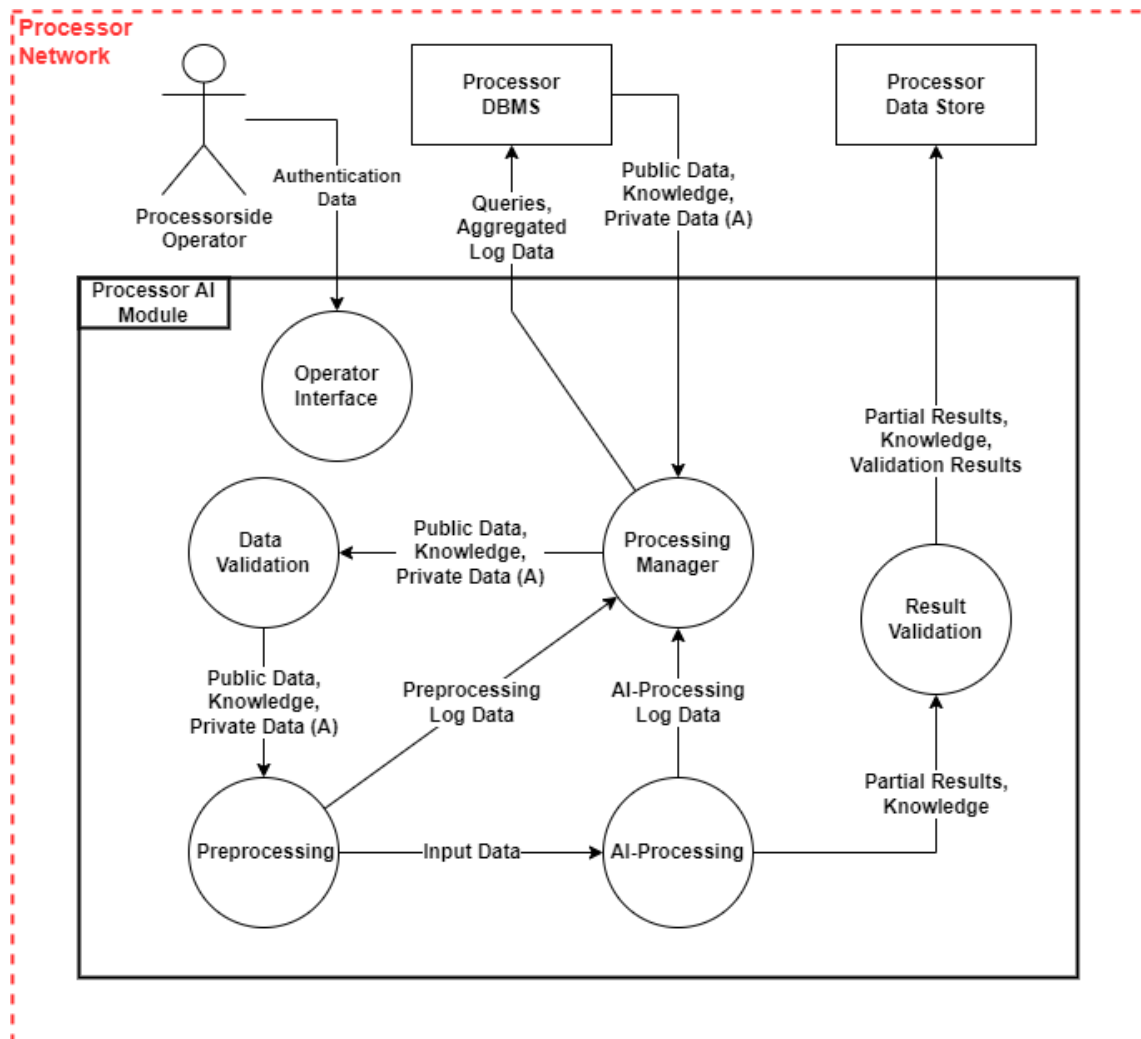 Processor
Network
Processor
DBMS
Processor
Data Store
Authentication
Data
Public Data,
Knowledge,
Private Data (A)
Queries,
Aggregated
Log Data
Processorside
Operator
Processor AI
Module
Operator
Interface
Partial Results,
Knowledge,
Validation Results
Data
Validation
Public Data,
Knowledge,
Private Data (A)
Processing
Manager
Result
Validation
Public Data,
Knowledge,
Private Data (A)
Preprocessing
Log Data
AI-Processing
Log Data
Partial Results,
Knowledge
Preprocessing
Input Data
AI-Processing